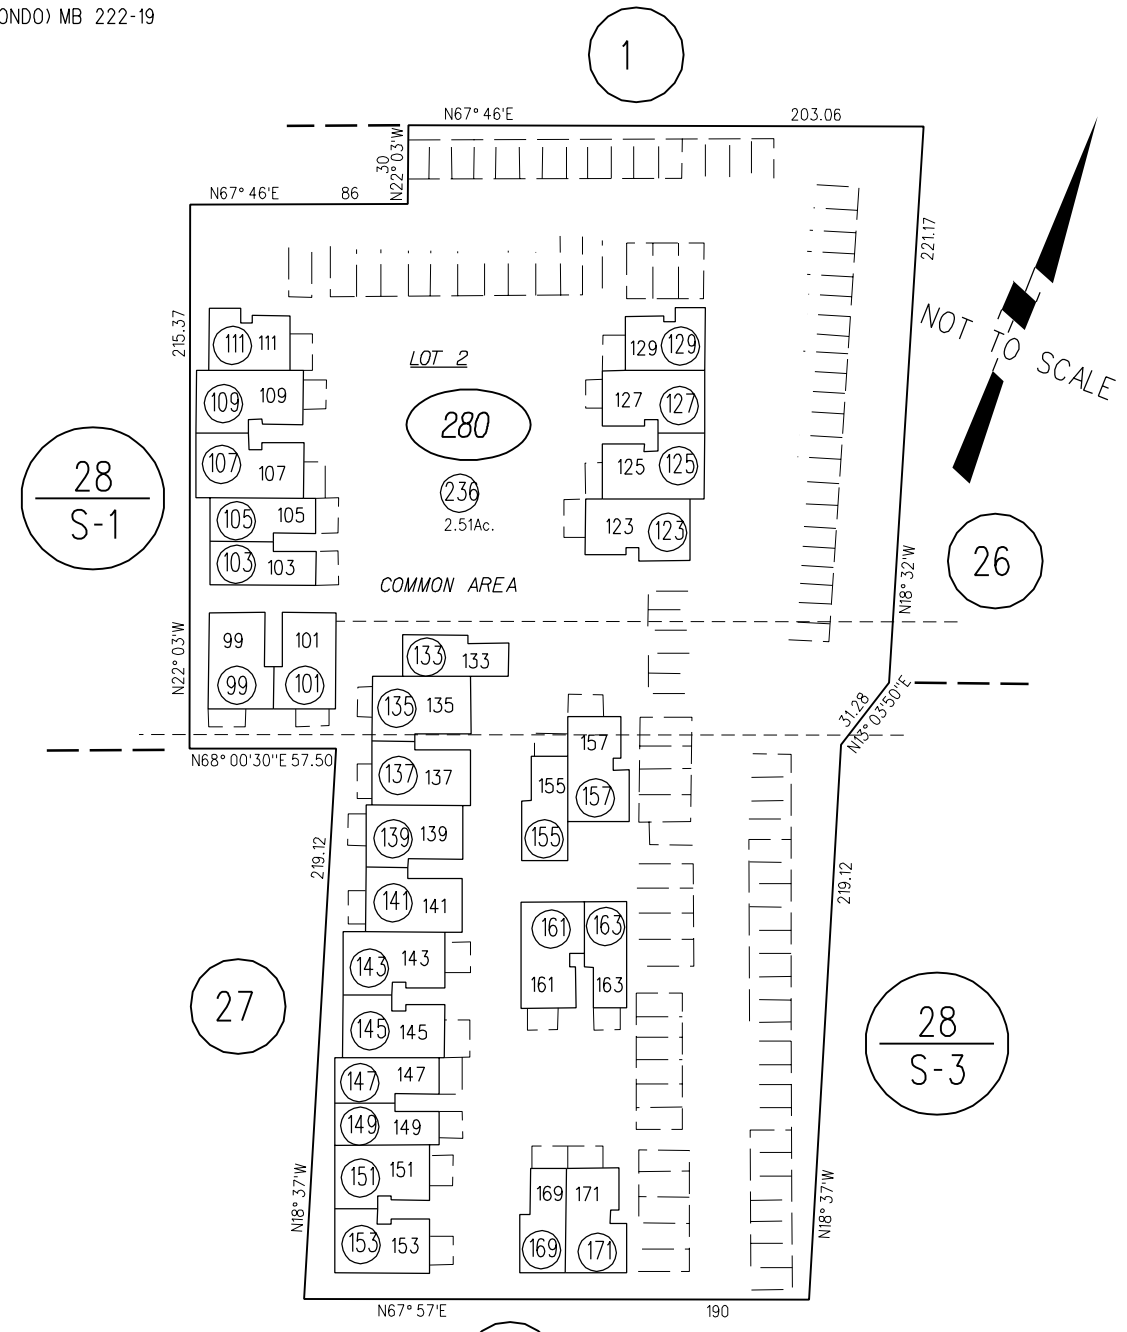 ONDO) MB 222-19
1
N67° 46'E
203.06
30
N22° 03'W
N67° 46'E
86
221.17
NOT TO SCALE
215.37
111 111
129 129
LOT 2
109 109
127 127
280
107 107
125 125
28
S-1
236
2.51Ac.
105 105
123 123
103 103
26
COMMON AREA
N18° 32'W
99 101
99 101
133 133
N22° 03'W
135 135
31.28
N13° 03'50"E
N68° 00'30"E 57.50
157
137 137
155
157
139 139
155
219.12
219.12
141 141
161 163
143 143
161 163
27
28
S-3
145 145
147 147
149 149
151 151
169 171
N18° 37'W
N18° 37'W
153 153
169 171
N67° 57'E
190